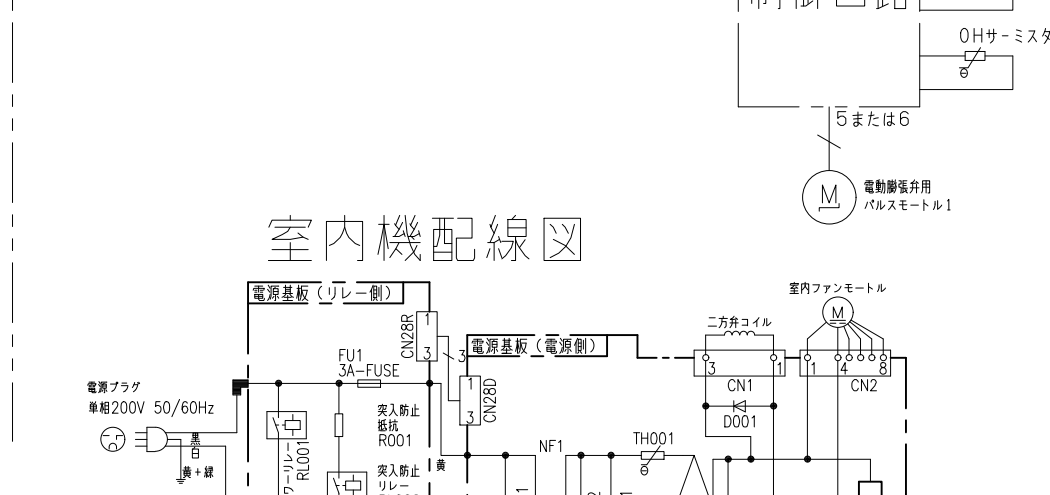 制御回路
OHサーミスタ
5または6
M
電動膨張弁用
パルスモートル1
室内機配線図
電源基板(リレー側)
室内ファンモートル
M
1
CN28R
3
3
二方弁コイル
電源基板(電源側)
FU1
3A-FUSE
3
1
CN1
1
4
8
CN2
電源プラグ
単相200V 50/60Hz
1
CN28D
3
突入防止
抵抗
R001
D001
黒
白
黄+緑
ワーリレー
RL001
黄
NF1
TH001
突入防止
リレー